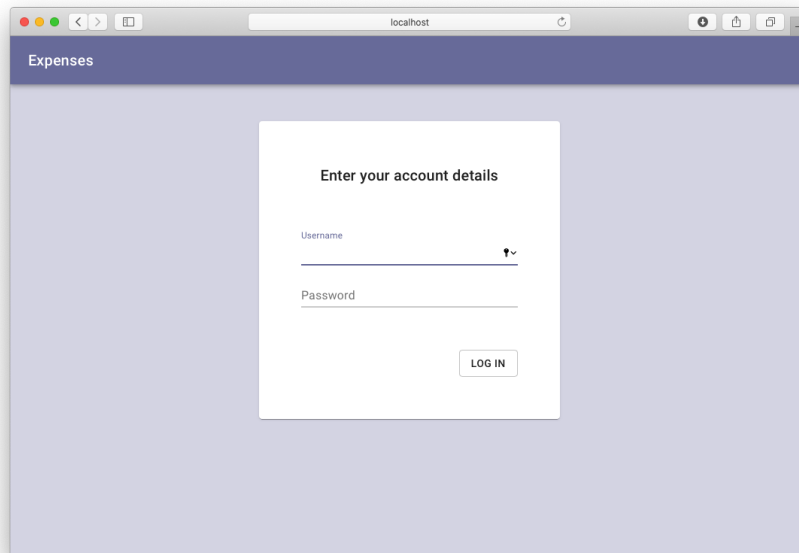 localhost
Expenses
Enter your account details
Username
Password
LOG IN